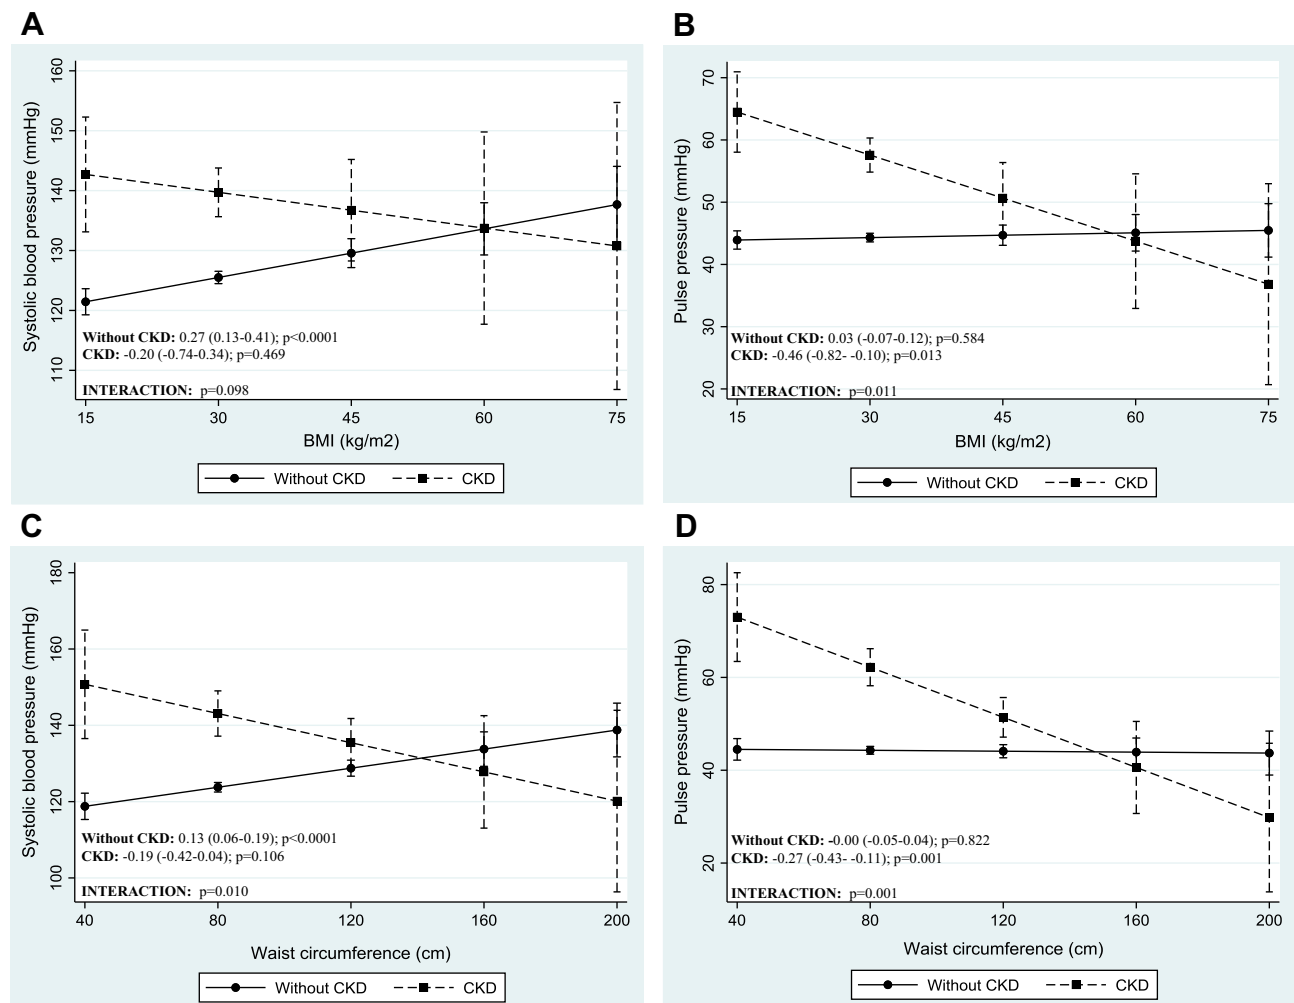 A
Systolic blood pressure (mmHg)
160
150
140
130
120
110
Without CKD: 0.27 (0.13-0.41); p<0.0001
CKD: -0.20 (-0.74-0.34); p=0.469
INTERACTION: p=0.098
15 30 45 60 75
BMI (kg/m2)
Without CKD CKD
B
Pulse pressure (mmHg)
70
60
50
40
30
20
Without CKD: 0.03 (-0.07-0.12); p=0.584
CKD: -0.46 (-0.82- -0.10); p=0.013
INTERACTION: p=0.011
15 30 45 60 75
BMI (kg/m2)
Without CKD CKD
C
Systolic blood pressure (mmHg)
180
160
140
120
100
Without CKD: 0.13 (0.06-0.19); p<0.0001
CKD: -0.19 (-0.42-0.04); p=0.106
INTERACTION: p=0.010
40 80 120 160 200
Waist circumference (cm)
Without CKD CKD
D
Pulse pressure (mmHg)
80
60
40
20
Without CKD: -0.00 (-0.05-0.04); p=0.822
CKD: -0.27 (-0.43- -0.11); p=0.001
INTERACTION: p=0.001
40 80 120 160 200
Waist circumference (cm)
Without CKD CKD